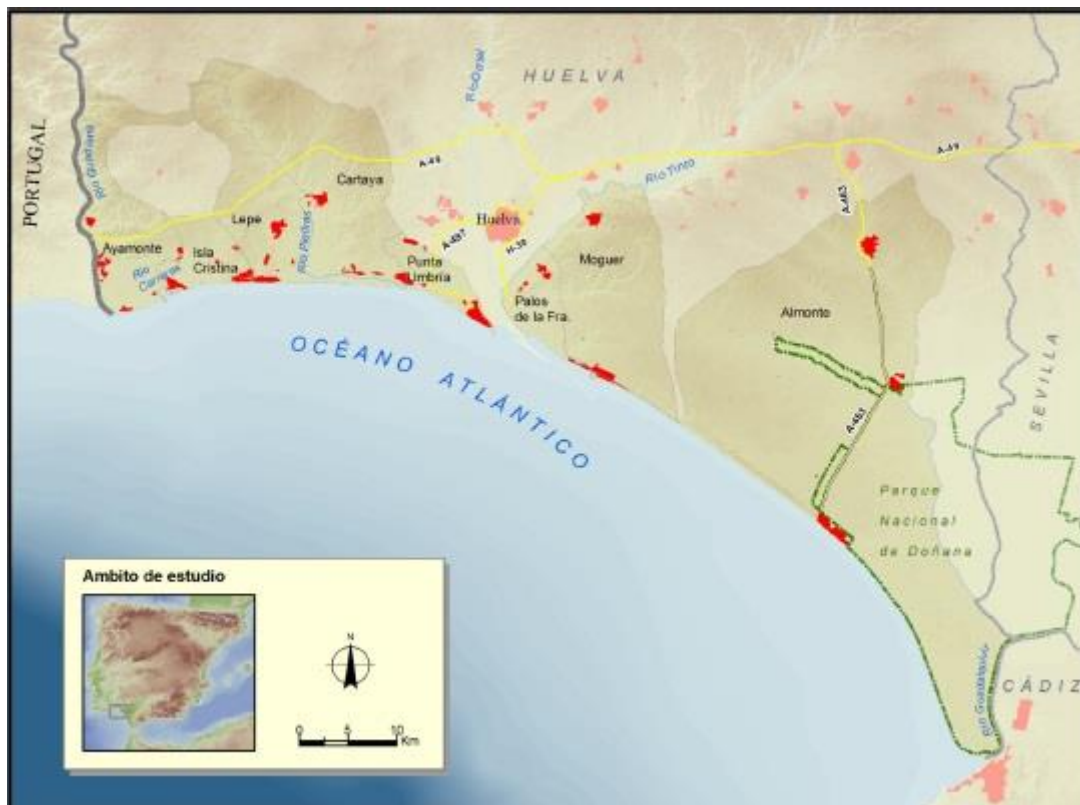 HUELVA
Río Odiel
PORTUGAL
Río Guadiana
A-49
A-49
Río Tinto
Cartaya
A-483
Lepe
Río Piedras
Huelva
A-497
H-30
Ayamonte
Isla
Cristina
Río
Carreras
Punta
Umbría
Moguer
Palos
de la Fra.
Almonte
OCÉANO ATLÁNTICO
SEVILLA
A-483
Parque
Nacional
de Doñana
Ambito de estudio
N
0 5 10
Km
Río Guadalquivir
CÁDIZ